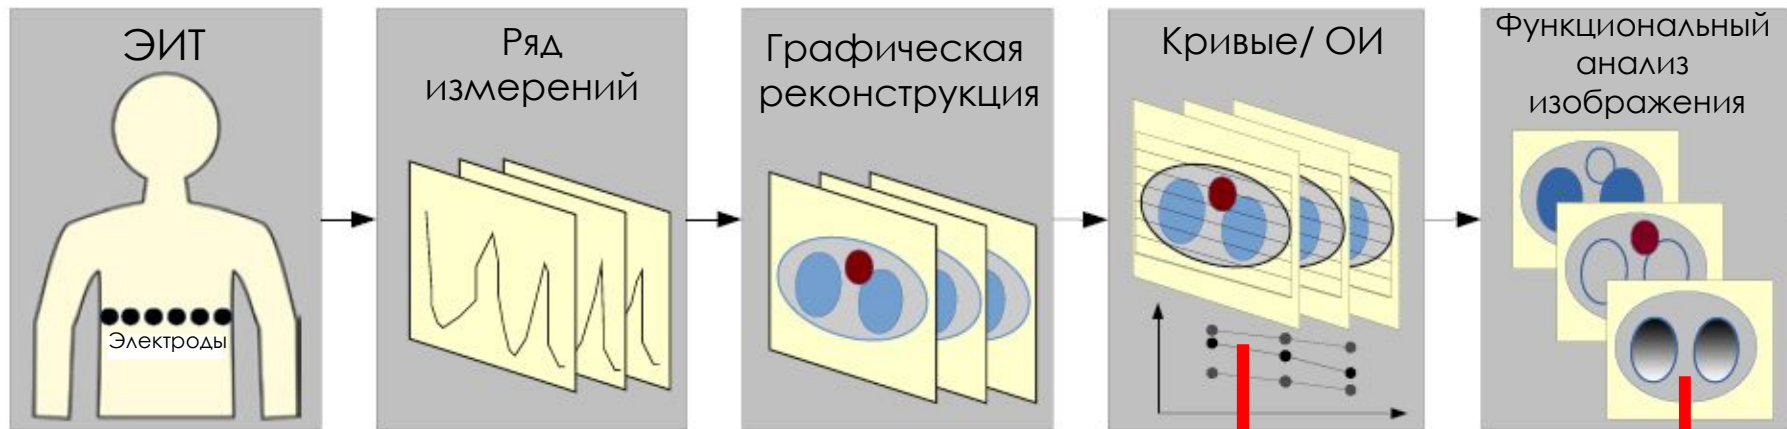 ЭИТ
Электроды
Ряд
измерений
Графическая
реконструкция
Кривые/ ОИ
Функциональный
анализ
изображения